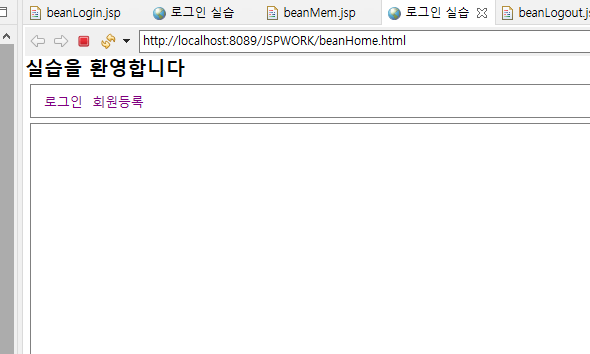 beanLogin.jsp 로그인 실습 beanMem.jsp 로그인 실습 beanLogout.js
http://localhost:8089/JSPWORK/beanHome.html
실습을 환영합니다
로그인 회원등록